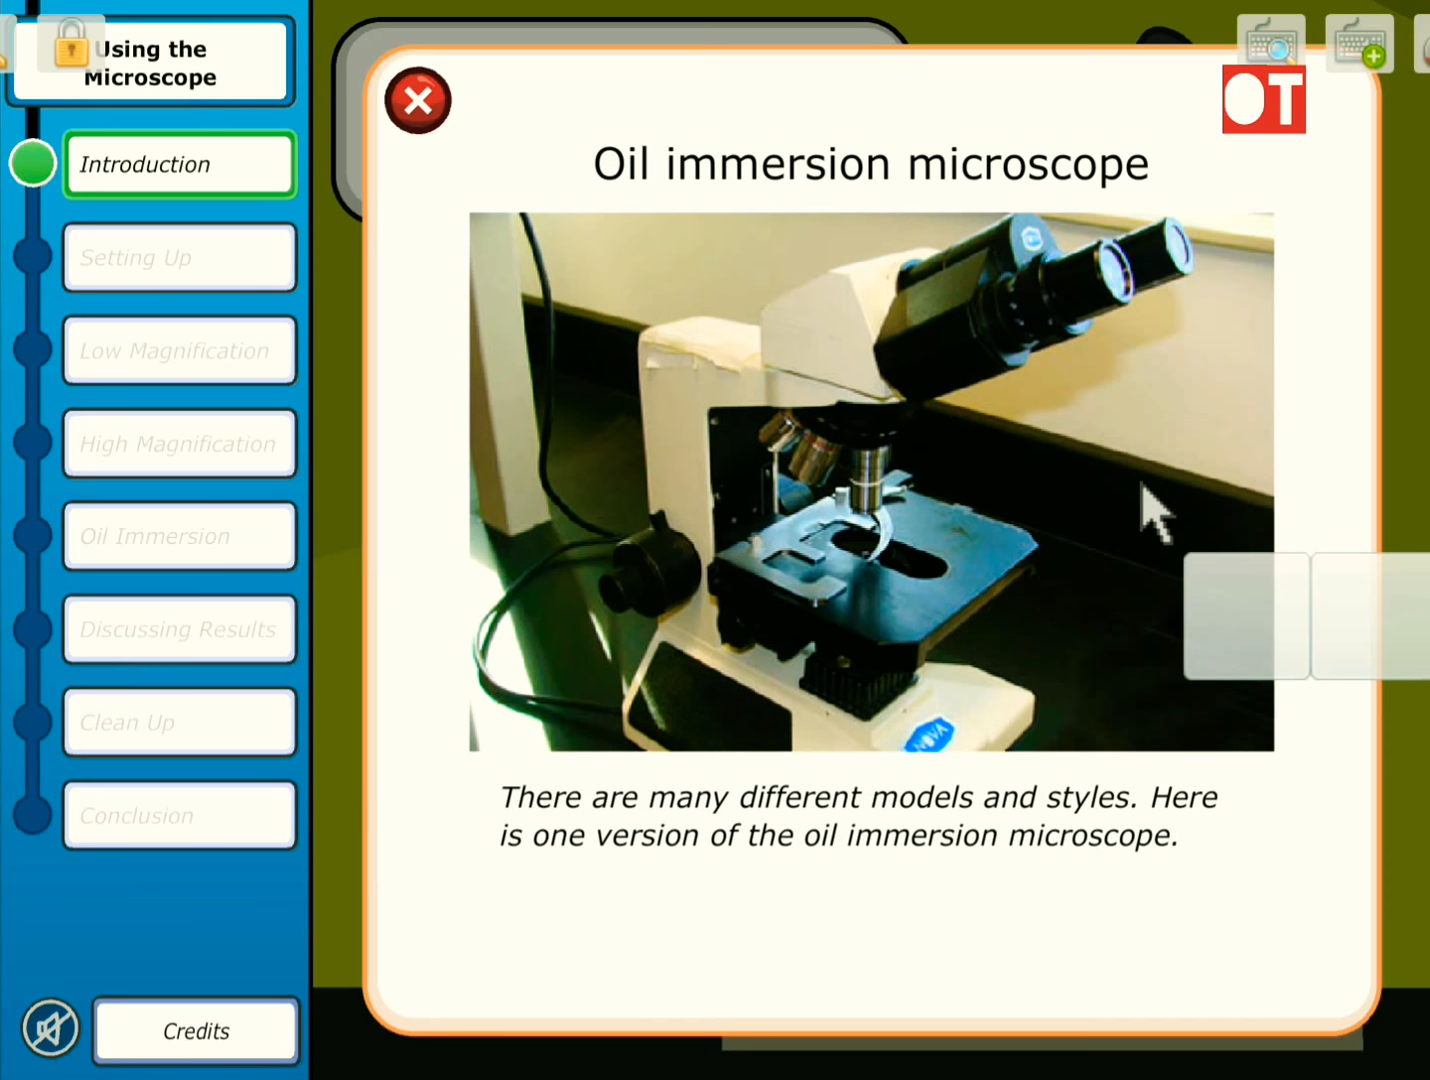 Using the
Microscope
Introduction
Setting Up
Low Magnification
High Magnification
Oil Immersion
Discussing Results
Clean Up
Conclusion
Credits
OT
Oil immersion microscope
NOVA
There are many different models and styles. Here
is one version of the oil immersion microscope.